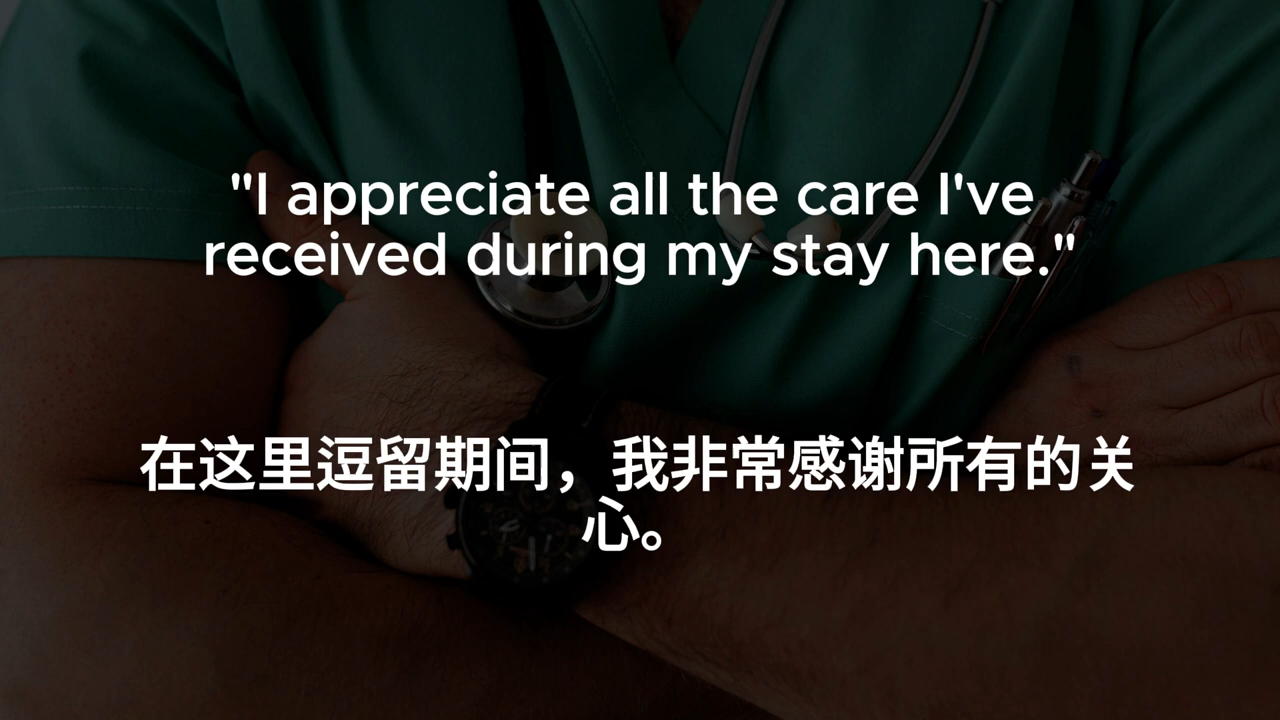 "I appreciate all the care I've
received during my stay here."
在这里逗留期间，我非常感谢所有的关
心。